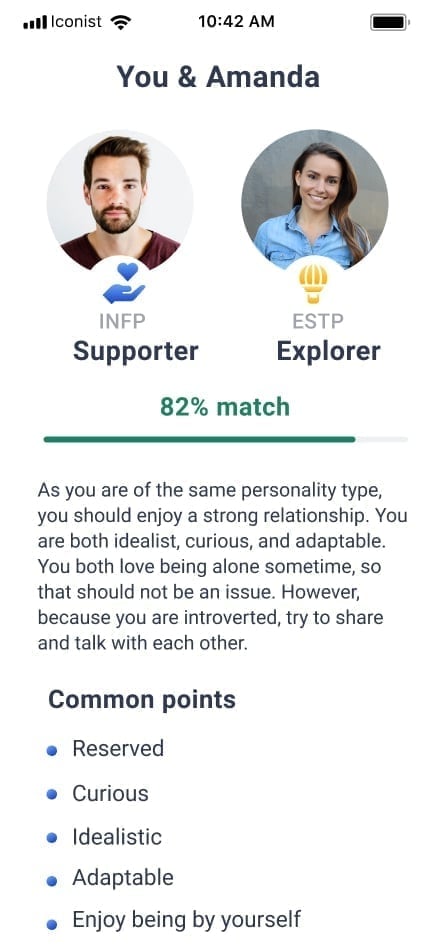 Iconist 10:42 AM
You & Amanda
INFP ESTP
Supporter Explorer
82% match
As you are of the same personality type,
you should enjoy a strong relationship. You
are both idealist, curious, and adaptable.
You both love being alone sometime, so
that should not be an issue. However,
because you are introverted, try to share
and talk with each other.
Common points
Reserved
Curious
Idealistic
Adaptable
Enjoy being by yourself